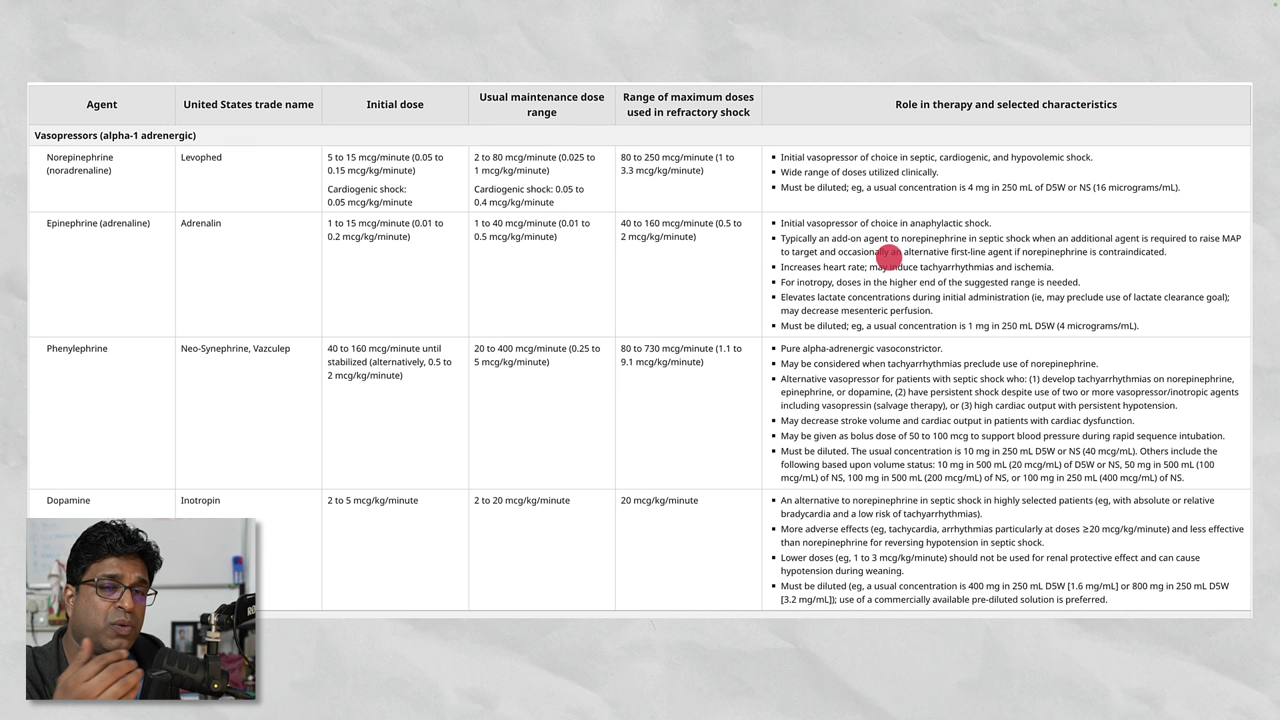 Agent
United States trade name
Initial dose
Usual maintenance dose
range
Range of maximum doses
used in refractory shock
Role in therapy and selected characteristics
Vasopressors (alpha-1 adrenergic)
Norepinephrine
(noradrenaline)
Levophed
5 to 15 mcg/minute (0.05 to
0.15 mcg/kg/minute)
Cardiogenic shock:
0.05 mcg/kg/minute
2 to 80 mcg/minute (0.025 to
1 mcg/kg/minute)
Cardiogenic shock: 0.05 to
0.4 mcg/kg/minute
80 to 250 mcg/minute (1 to
3.3 mcg/kg/minute)
▪ Initial vasopressor of choice in septic, cardiogenic, and hypovolemic shock.
▪ Wide range of doses utilized clinically.
▪ Must be diluted; eg, a usual concentration is 4 mg in 250 mL of D5W or NS (16 micrograms/mL).
Epinephrine (adrenaline)
Adrenalin
1 to 15 mcg/minute (0.01 to
0.2 mcg/kg/minute)
1 to 40 mcg/minute (0.01 to
0.5 mcg/kg/minute)
40 to 160 mcg/minute (0.5 to
2 mcg/kg/minute)
▪ Initial vasopressor of choice in anaphylactic shock.
▪ Typically an add-on agent to norepinephrine in septic shock when an additional agent is required to raise MAP
to target and occasionally an alternative first-line agent if norepinephrine is contraindicated.
▪ Increases heart rate; may induce tachyarrhythmias and ischemia.
▪ For inotropy, doses in the higher end of the suggested range is needed.
▪ Elevates lactate concentrations during initial administration (ie, may preclude use of lactate clearance goal);
may decrease mesenteric perfusion.
▪ Must be diluted; eg, a usual concentration is 1 mg in 250 mL D5W (4 micrograms/mL).
Phenylephrine
Neo-Synephrine, Vazculep
40 to 160 mcg/minute until
stabilized (alternatively, 0.5 to
2 mcg/kg/minute)
20 to 400 mcg/minute (0.25 to
5 mcg/kg/minute)
80 to 730 mcg/minute (1.1 to
9.1 mcg/kg/minute)
▪ Pure alpha-adrenergic vasoconstrictor.
▪ May be considered when tachyarrhythmias preclude use of norepinephrine.
▪ Alternative vasopressor for patients with septic shock who: (1) develop tachyarrhythmias on norepinephrine,
epinephrine, or dopamine, (2) have persistent shock despite use of two or more vasopressor/inotropic agents
including vasopressin (salvage therapy), or (3) high cardiac output with persistent hypotension.
▪ May decrease stroke volume and cardiac output in patients with cardiac dysfunction.
▪ May be given as bolus dose of 50 to 100 mcg to support blood pressure during rapid sequence intubation.
▪ Must be diluted. The usual concentration is 10 mg in 250 mL D5W or NS (40 mcg/mL). Others include the
following based upon volume status: 10 mg in 500 mL (20 mcg/mL) of D5W or NS, 50 mg in 500 mL (100
mcg/mL) of NS, 100 mg in 500 mL (200 mcg/mL) of NS, or 100 mg in 250 mL (400 mcg/mL) of NS.
Dopamine
Inotropin
2 to 5 mcg/kg/minute
2 to 20 mcg/kg/minute
20 mcg/kg/minute
▪ An alternative to norepinephrine in septic shock in highly selected patients (eg, with absolute or relative
bradycardia and a low risk of tachyarrhythmias).
▪ More adverse effects (eg, tachycardia, arrhythmias particularly at doses ≥20 mcg/kg/minute) and less effective
than norepinephrine for reversing hypotension in septic shock.
▪ Lower doses (eg, 1 to 3 mcg/kg/minute) should not be used for renal protective effect and can cause
hypotension during weaning.
▪ Must be diluted (eg, a usual concentration is 400 mg in 250 mL D5W [1.6 mg/mL] or 800 mg in 250 mL D5W
[3.2 mg/mL]); use of a commercially available pre-diluted solution is preferred.